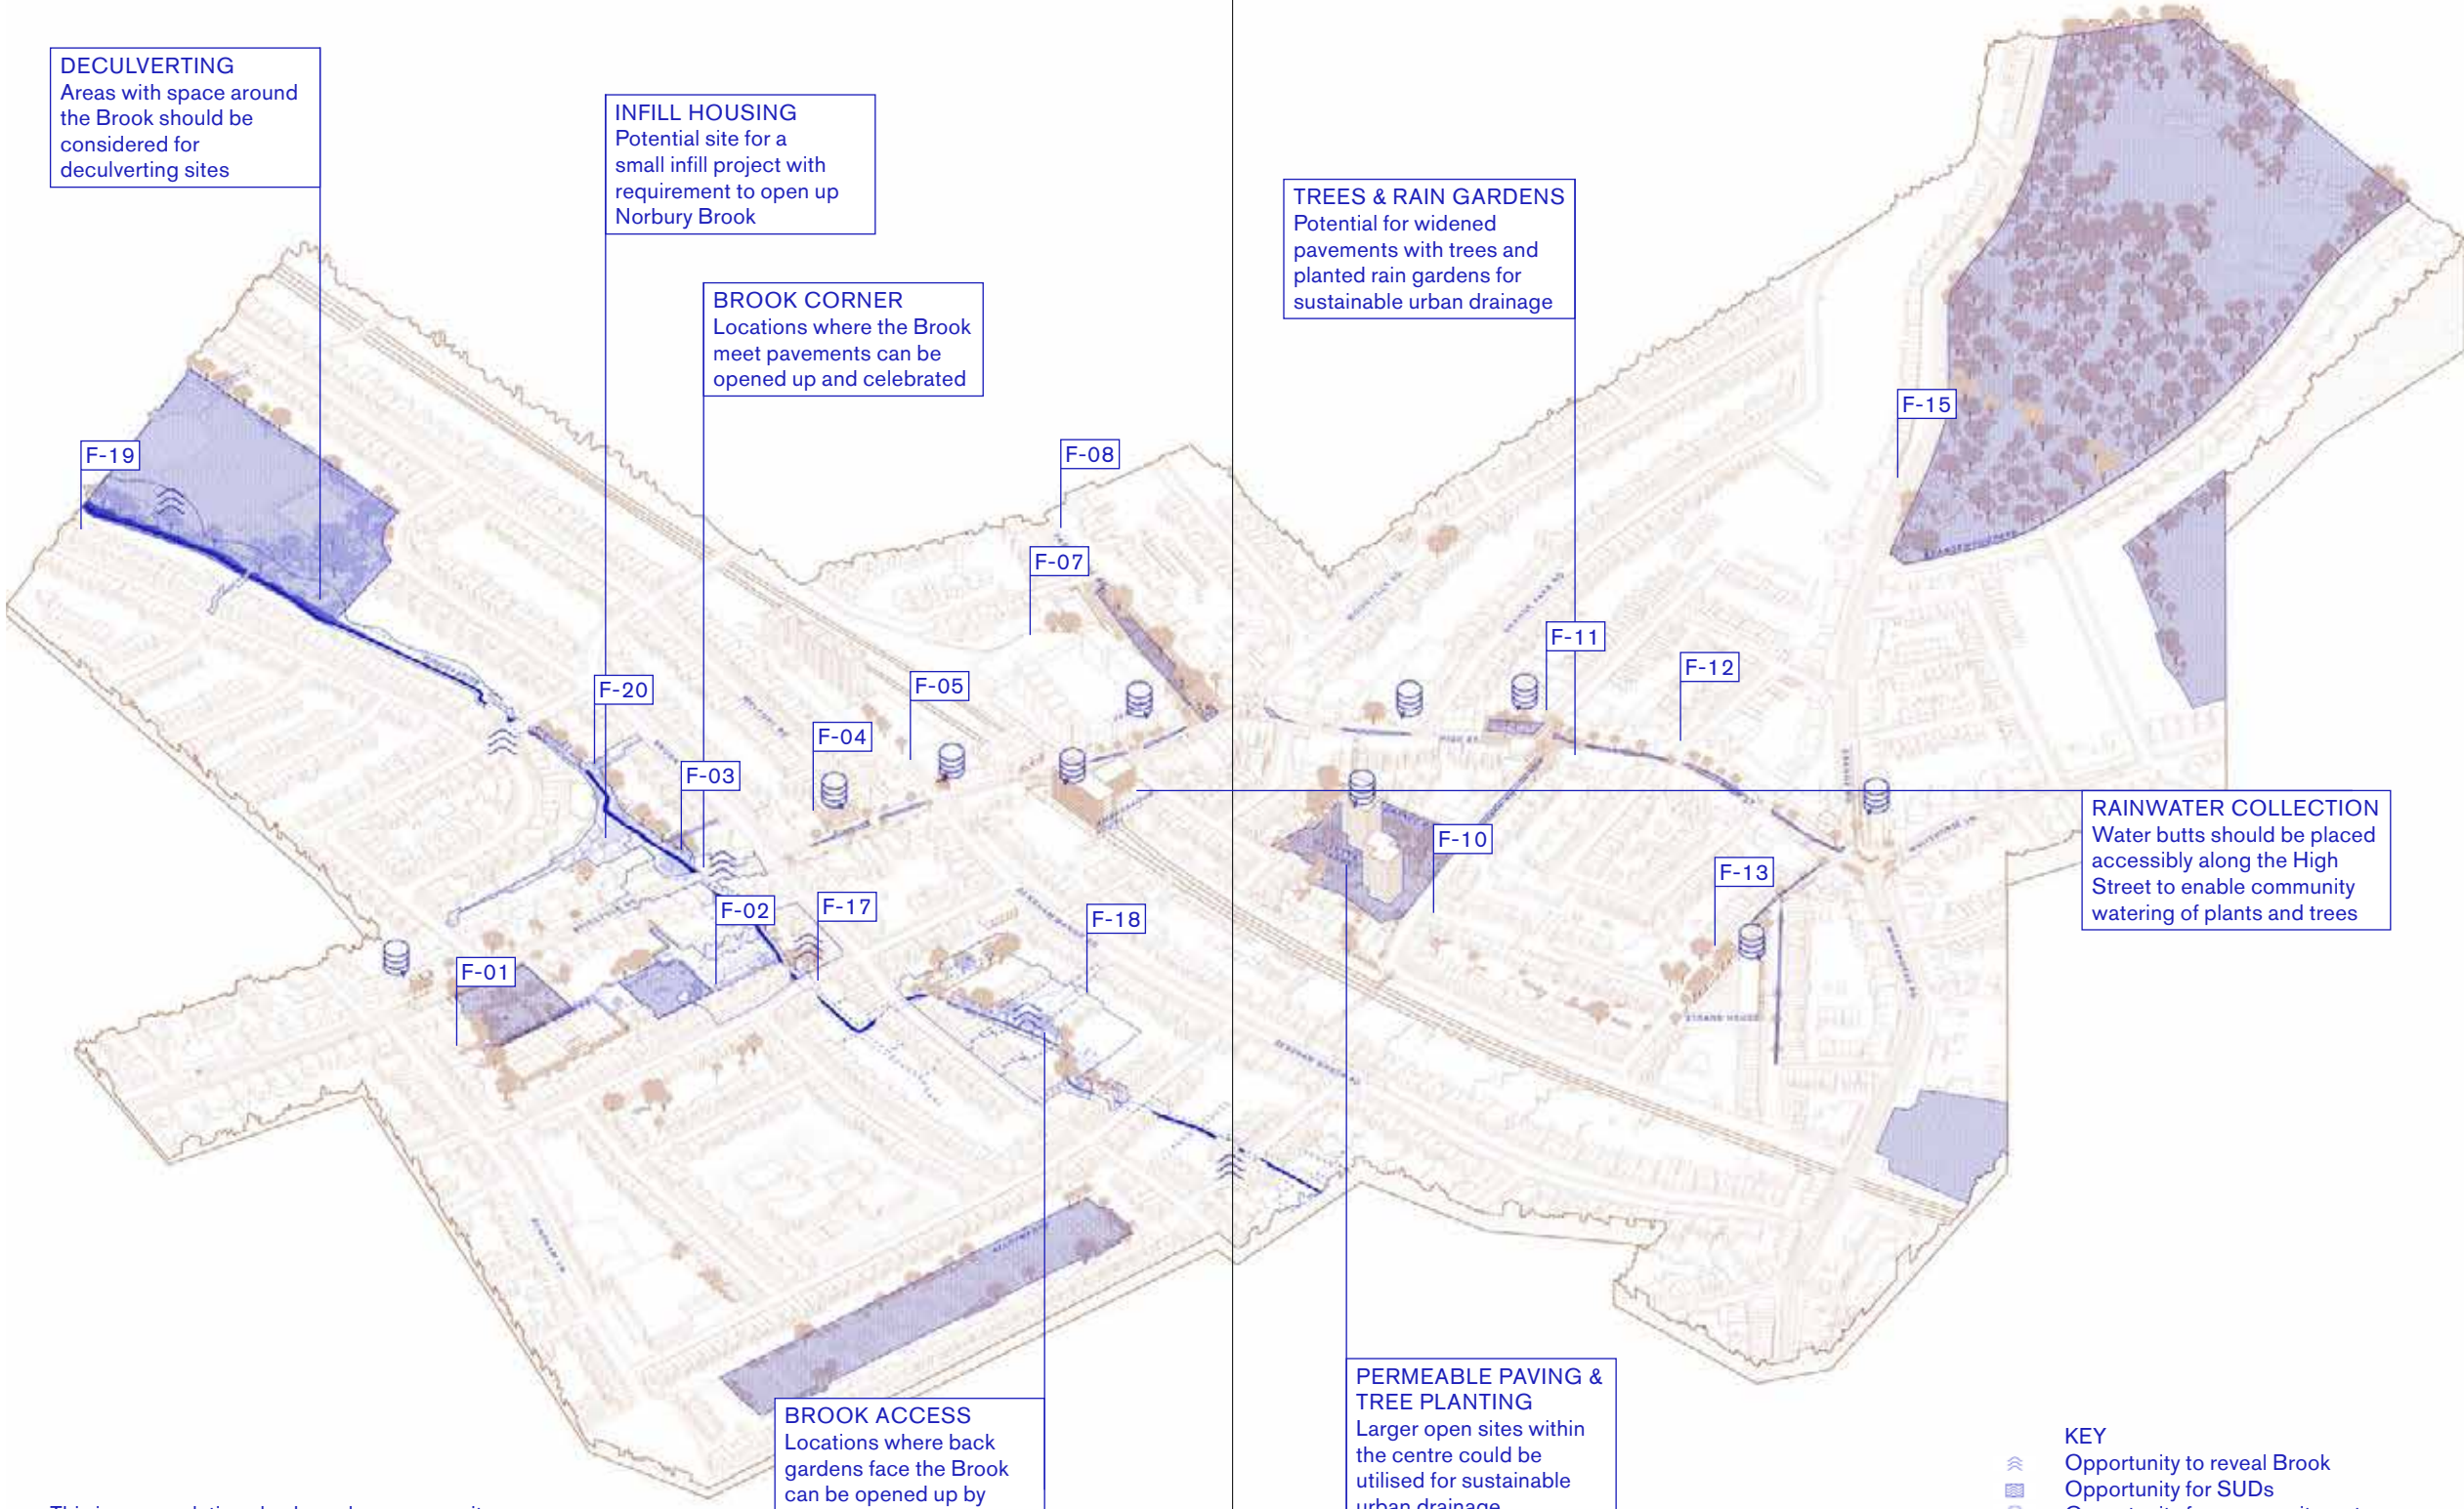 DECULVERTING
Areas with space around
the Brook should be
considered for
deculverting sites
INFILL HOUSING
Potential site for a
small infill project with
requirement to open up
Norbury Brook
BROOK CORNER
Locations where the Brook
meet pavements can be
opened up and celebrated
TREES & RAIN GARDENS
Potential for widened
pavements with trees and
planted rain gardens for
sustainable urban drainage
F-15
F-19
F-08
F-07
F-11
F-12
F-20
F-05
F-04
F-03
RAINWATER COLLECTION
Water butts should be placed
accessibly along the High
Street to enable community
watering of plants and trees
F-10
F-13
F-02
F-17
F-18
F-01
STRAND HOUSE
PERMEABLE PAVING &
TREE PLANTING
Larger open sites within
the centre could be
utilised for sustainable
urban drainage
BROOK ACCESS
Locations where back
gardens face the Brook
can be opened up by
KEY
Opportunity to reveal Brook
Opportunity for SUDs